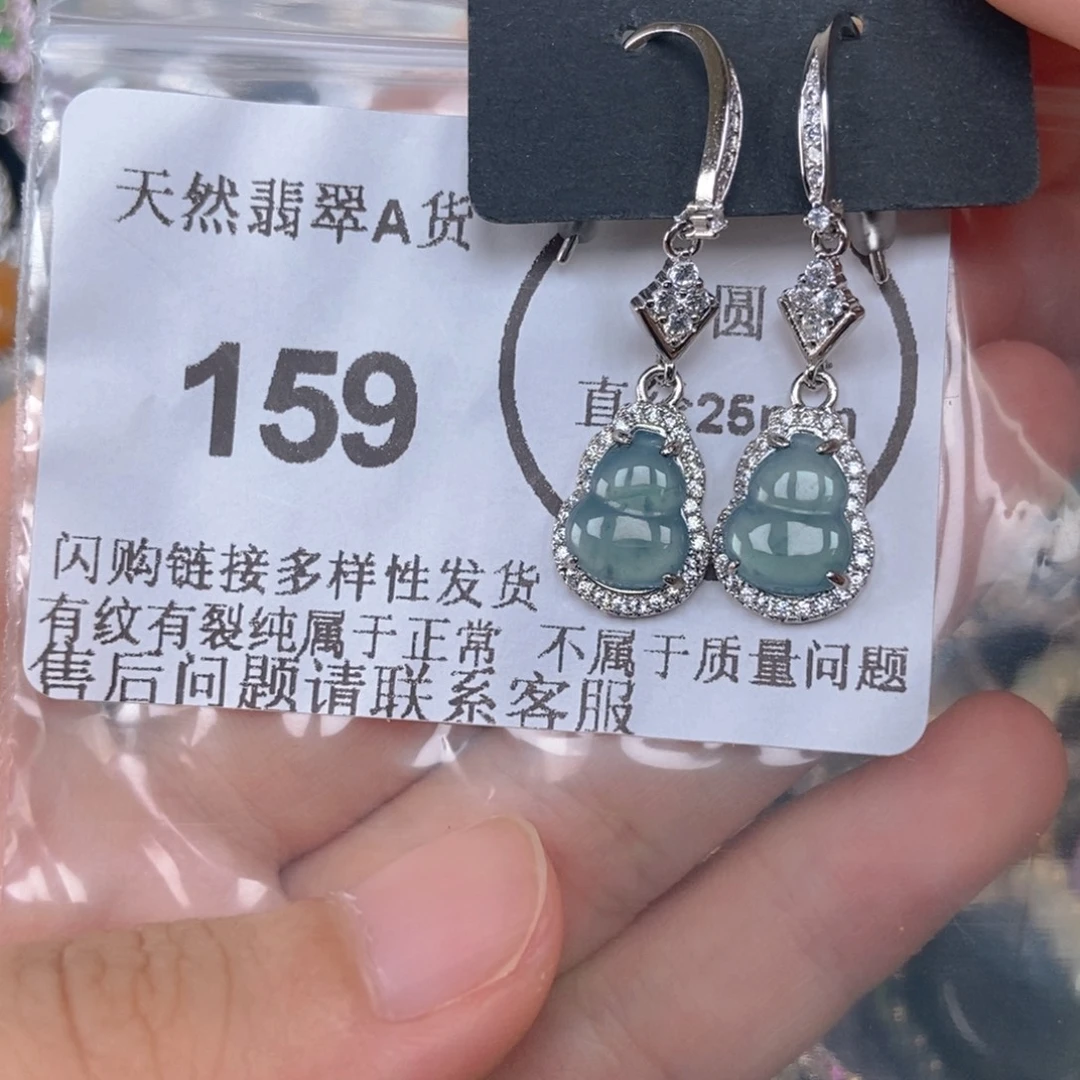 天然翡翠A货
159
圆
直 25
闪购链接多样性发货
有纹有裂纯属于正常 不属于质量问题
售后问题请联系客服